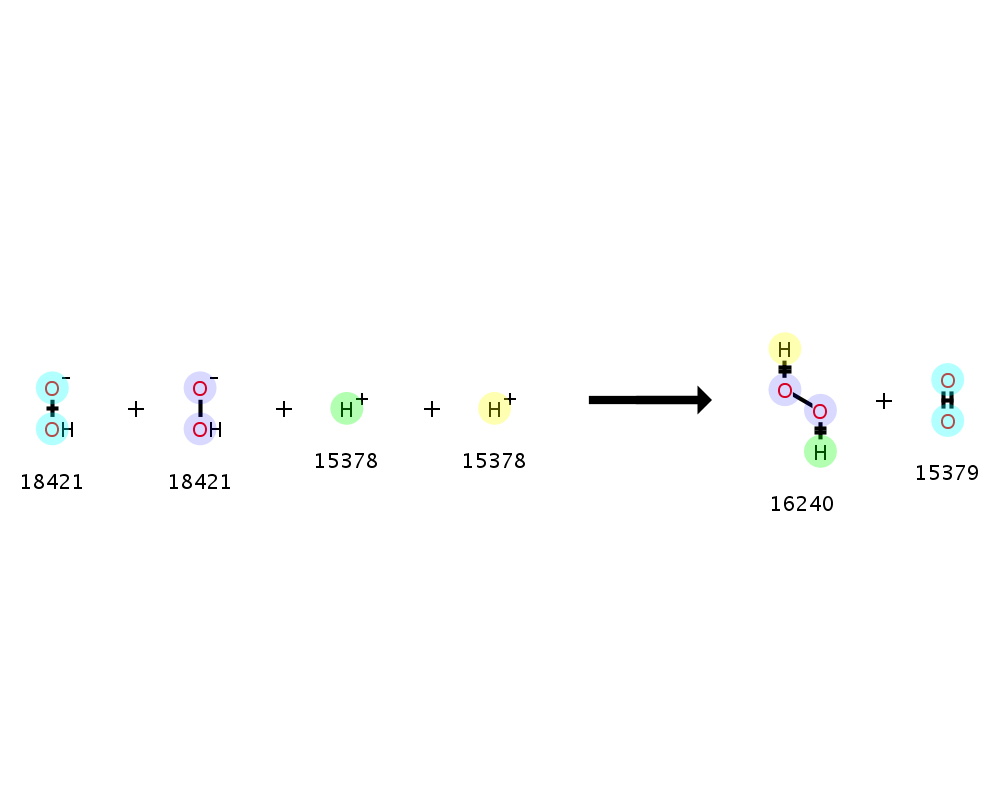 O⁻ + O⁻ + H⁺ + H⁺ H O O + O
OH OH H O
18421 18421 15378 15378 16240 15379